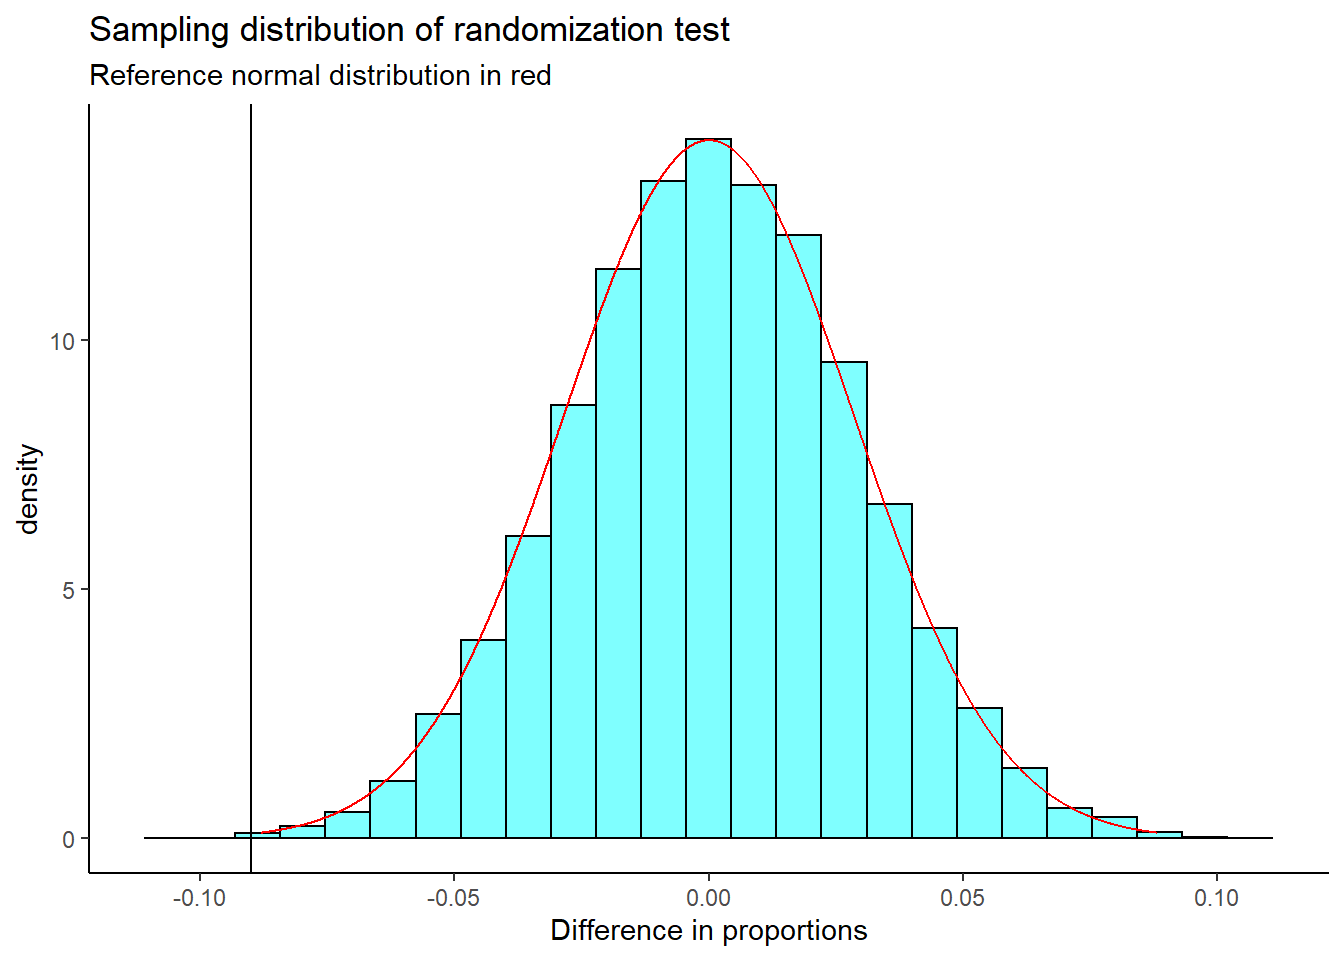 Sampling distribution of randomization test
Reference normal distribution in red
density
10
5
0
-0.10 -0.05 0.00 0.05 0.10
Difference in proportions